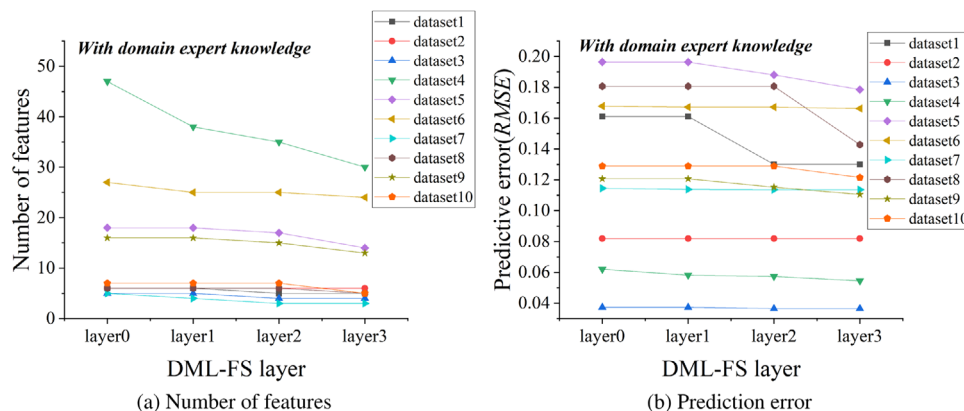 With domain expert knowledge
Number of features
50
40
30
20
10
0
layer0 layer1 layer2 layer3
DML-FS layer
dataset1
dataset2
dataset3
dataset4
dataset5
dataset6
dataset7
dataset8
dataset9
dataset10
(a) Number of features
With domain expert knowledge
Predictive error(RMSE)
0.20
0.18
0.16
0.14
0.12
0.10
0.08
0.06
0.04
layer0 layer1 layer2 layer3
DML-FS layer
dataset1
dataset2
dataset3
dataset4
dataset5
dataset6
dataset7
dataset8
dataset9
dataset10
(b) Prediction error